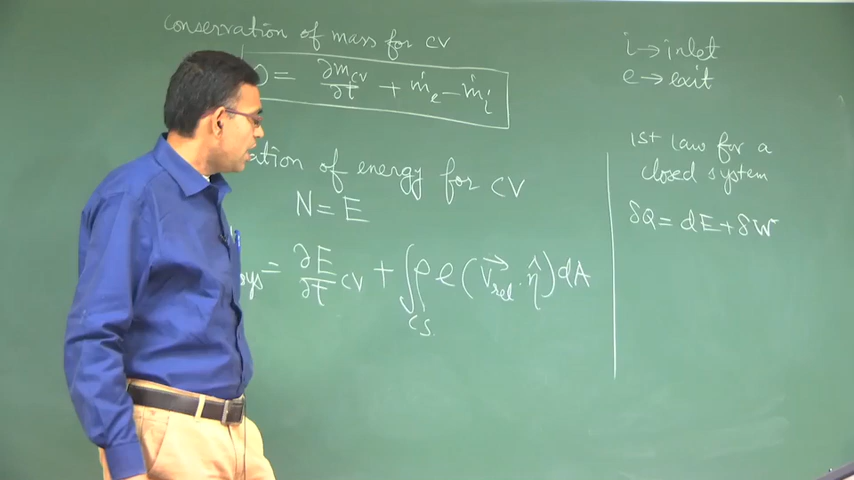 Conservation of mass for CV
0 = ∂m_CV/∂t + ṁ_e − ṁ_i
ation of energy for CV
N = E
sys = ∂E/∂t CV + ∫_CS ρ e (V⃗_rel · η̂) dA
i → inlet
e → exit
1st law for a
closed system
δQ = dE + δW